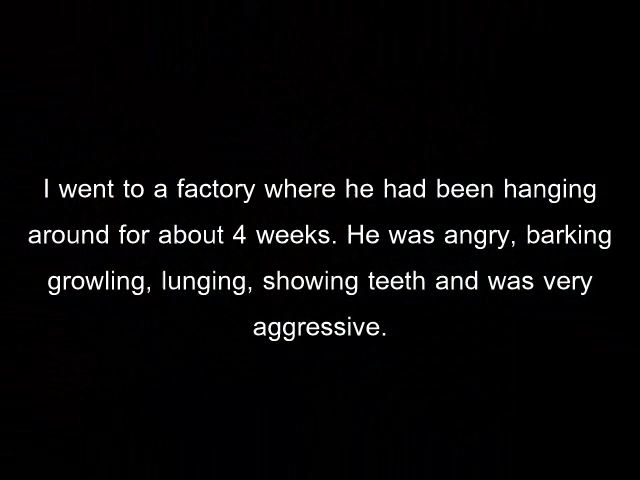 I went to a factory where he had been hanging
around for about 4 weeks. He was angry, barking
growling, lunging, showing teeth and was very
aggressive.